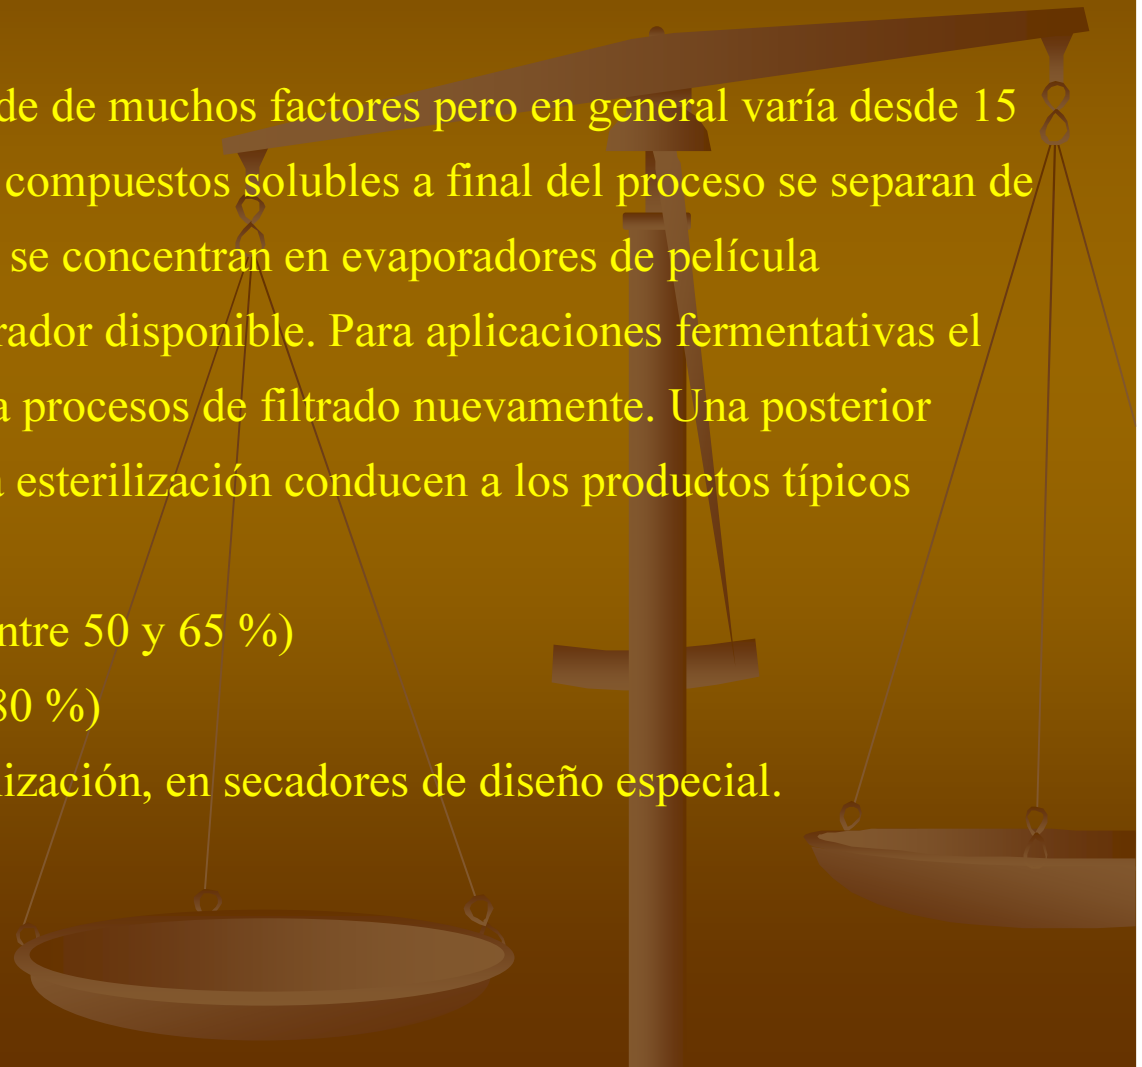 de de muchos factores pero en general varía desde 15
compuestos solubles a final del proceso se separan de
se concentran en evaporadores de película
rador disponible. Para aplicaciones fermentativas el
a procesos de filtrado nuevamente. Una posterior
a esterilización conducen a los productos típicos
ntre 50 y 65 %)
80 %)
lización, en secadores de diseño especial.